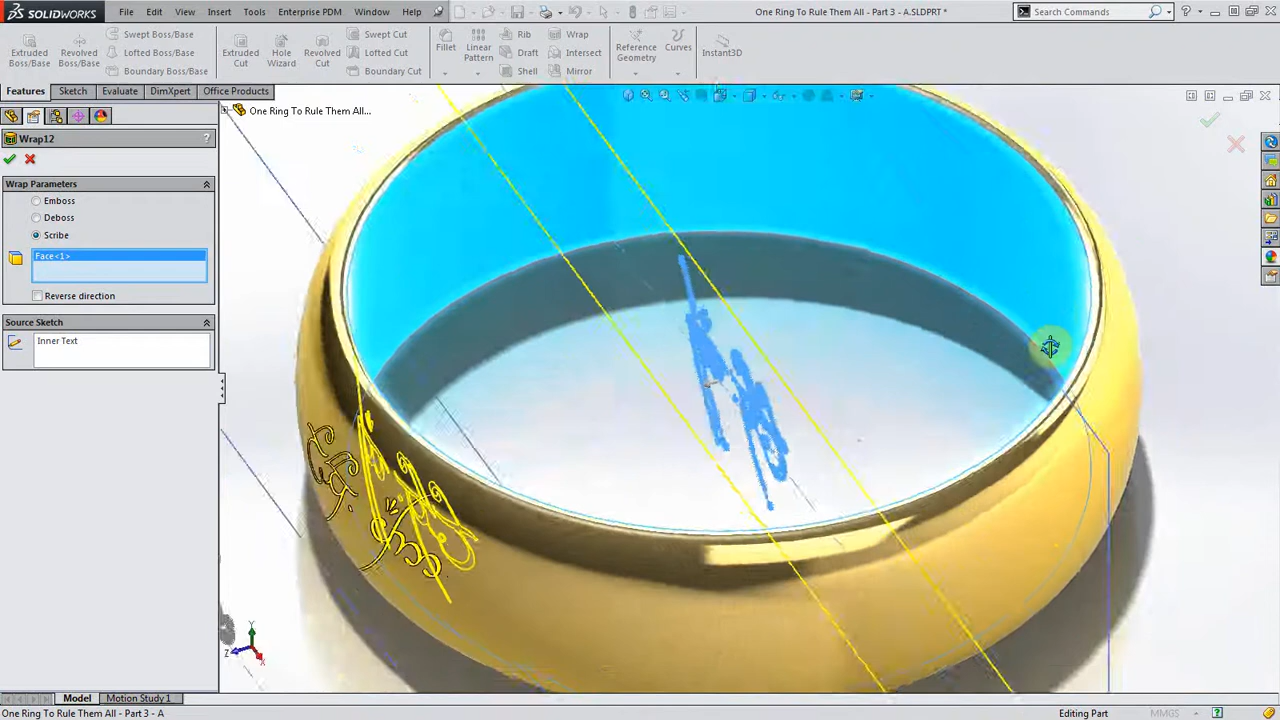 SOLIDWORKS File Edit View Insert Tools Enterprise PDM Window Help One Ring To Rule Them All - Part 3 - A.SLDPRT * Search Commands ?
Extruded Boss/Base Revolved Boss/Base Swept Boss/Base Lofted Boss/Base Boundary Boss/Base Extruded Cut Hole Wizard Revolved Cut Swept Cut Lofted Cut Boundary Cut Fillet Linear Pattern Rib Draft Shell Wrap Intersect Mirror Reference Geometry Curves Instant3D
Features Sketch Evaluate DimXpert Office Products
One Ring To Rule Them All...
Wrap12 ?
Wrap Parameters
Emboss
Deboss
Scribe
Face<1>
Reverse direction
Source Sketch
Inner Text
Y
Z X
Model Motion Study 1
One Ring To Rule Them All - Part 3 - A Editing Part MMGS ?